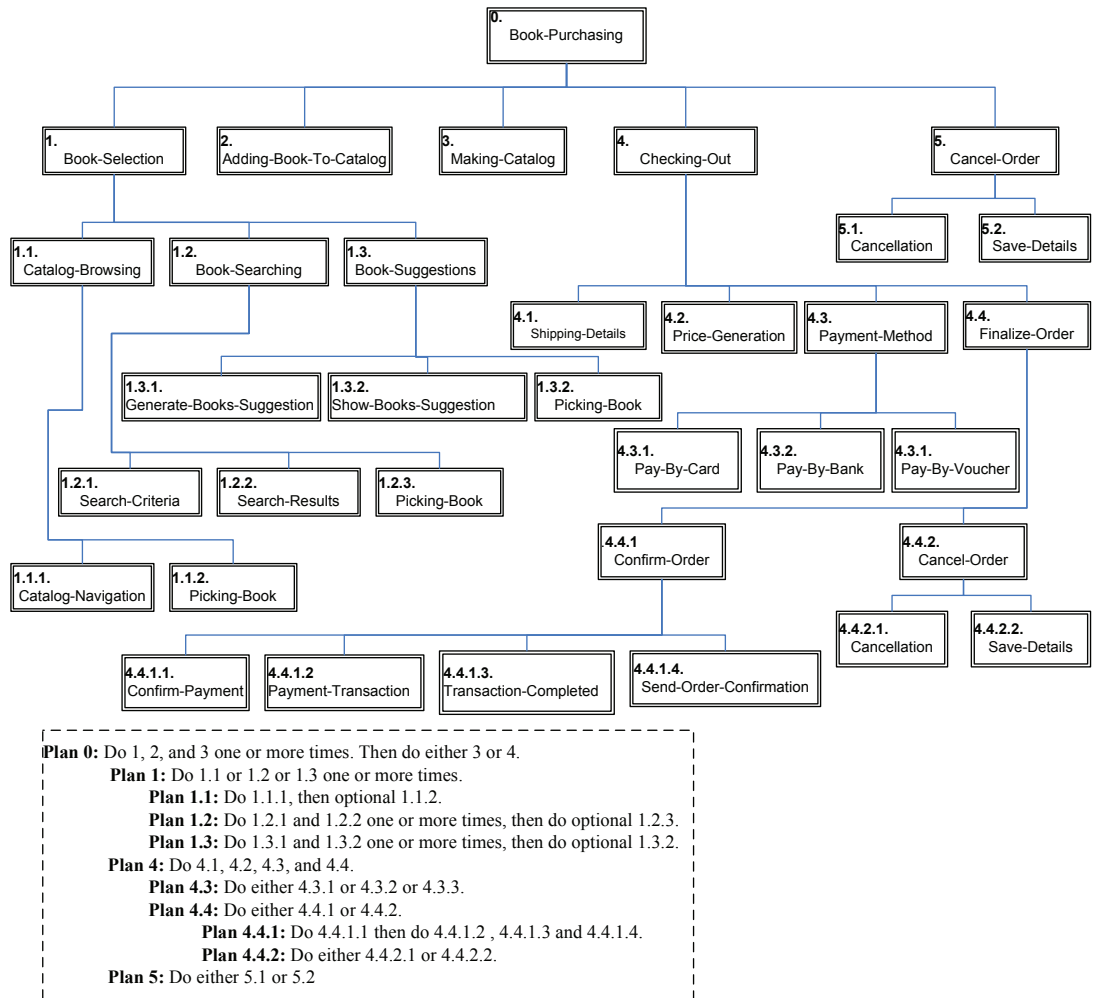 0.
Book-Purchasing
1.
Book-Selection
2.
Adding-Book-To-Catalog
3.
Making-Catalog
4.
Checking-Out
5.
Cancel-Order
5.1.
Cancellation
5.2.
Save-Details
1.1.
Catalog-Browsing
1.2.
Book-Searching
1.3.
Book-Suggestions
4.1.
Shipping-Details
4.2.
Price-Generation
4.3.
Payment-Method
4.4.
Finalize-Order
1.3.1.
Generate-Books-Suggestion
1.3.2.
Show-Books-Suggestion
1.3.2.
Picking-Book
4.3.1.
Pay-By-Card
4.3.2.
Pay-By-Bank
4.3.1.
Pay-By-Voucher
1.2.1.
Search-Criteria
1.2.2.
Search-Results
1.2.3.
Picking-Book
4.4.1
Confirm-Order
4.4.2.
Cancel-Order
1.1.1.
Catalog-Navigation
1.1.2.
Picking-Book
4.4.2.1.
Cancellation
4.4.2.2.
Save-Details
4.4.1.1.
Confirm-Payment
4.4.1.2
Payment-Transaction
4.4.1.3.
Transaction-Completed
4.4.1.4.
Send-Order-Confirmation
Plan 0: Do 1, 2, and 3 one or more times. Then do either 3 or 4.
Plan 1: Do 1.1 or 1.2 or 1.3 one or more times.
Plan 1.1: Do 1.1.1, then optional 1.1.2.
Plan 1.2: Do 1.2.1 and 1.2.2 one or more times, then do optional 1.2.3.
Plan 1.3: Do 1.3.1 and 1.3.2 one or more times, then do optional 1.3.2.
Plan 4: Do 4.1, 4.2, 4.3, and 4.4.
Plan 4.3: Do either 4.3.1 or 4.3.2 or 4.3.3.
Plan 4.4: Do either 4.4.1 or 4.4.2.
Plan 4.4.1: Do 4.4.1.1 then do 4.4.1.2 , 4.4.1.3 and 4.4.1.4.
Plan 4.4.2: Do either 4.4.2.1 or 4.4.2.2.
Plan 5: Do either 5.1 or 5.2